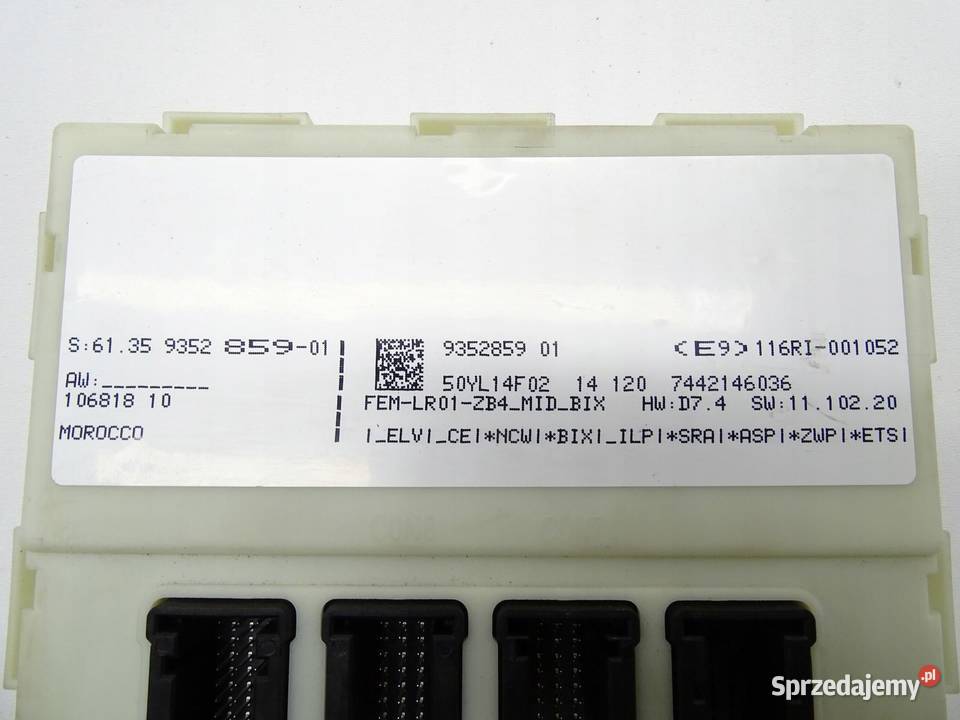 S:61.35 9352 859-01
AW:_________
106818 10
MOROCCO
9352859 01 <E9> 116RI-001052
50YL14F02 14 120 7442146036
FEM-LR01-ZB4_MID_BIX HW:D7.4 SW:11.102.20
|_ELV|_CE|*NCW|*BIX|_ILP|*SRA|*ASP|*ZWP|*ETS|
Sprzedajemy.pl